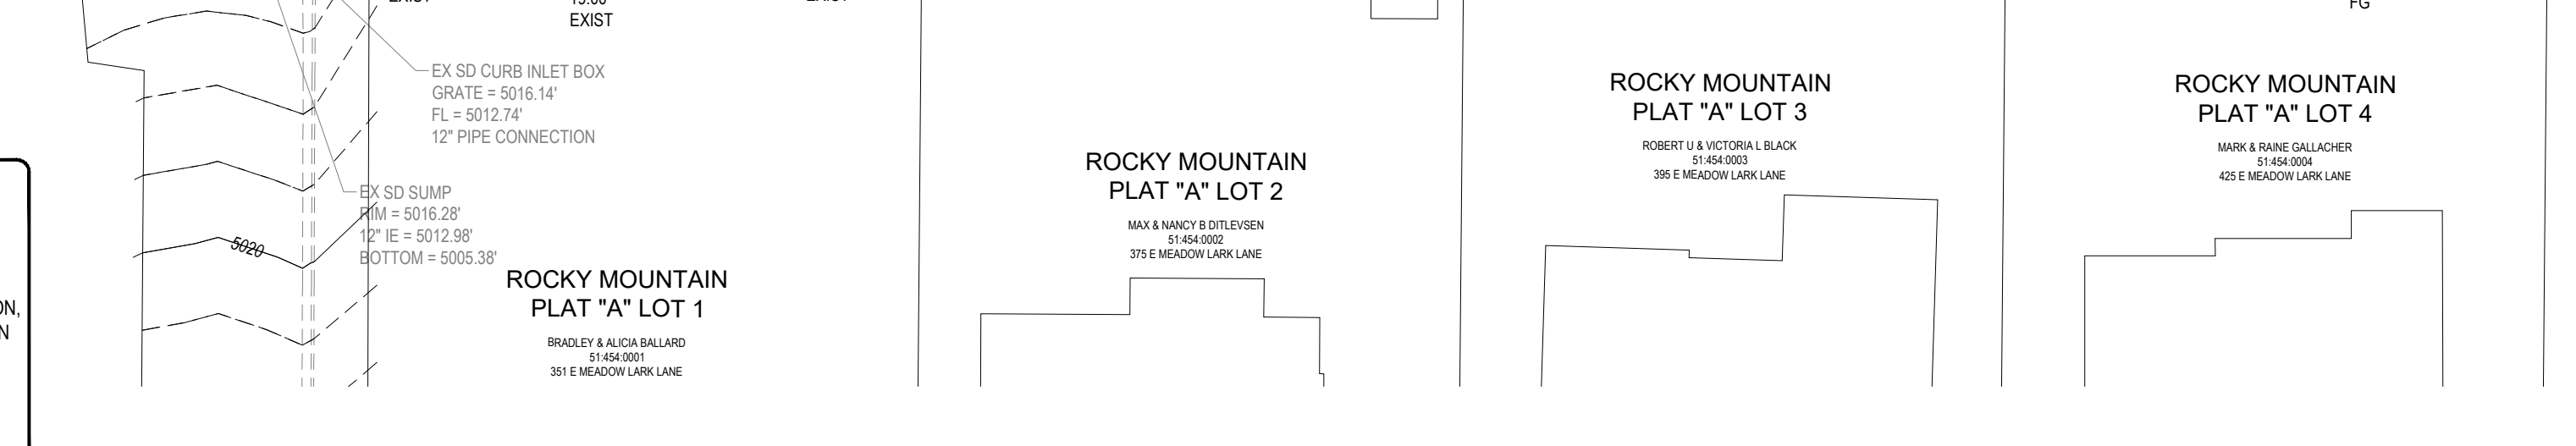 EXIST
EXIST
EXIST
FG
EX SD CURB INLET BOX
GRATE = 5016.14'
FL = 5012.74'
12" PIPE CONNECTION
EX SD SUMP
RIM = 5016.28'
12" IE = 5012.98'
BOTTOM = 5005.38'
5020
ROCKY MOUNTAIN
PLAT "A" LOT 1
BRADLEY & ALICIA BALLARD
51:454:0001
351 E MEADOW LARK LANE
ROCKY MOUNTAIN
PLAT "A" LOT 2
MAX & NANCY B DITLEVSEN
51:454:0002
375 E MEADOW LARK LANE
ROCKY MOUNTAIN
PLAT "A" LOT 3
ROBERT U & VICTORIA L BLACK
51:454:0003
395 E MEADOW LARK LANE
ROCKY MOUNTAIN
PLAT "A" LOT 4
MARK & RAINE GALLACHER
51:454:0004
425 E MEADOW LARK LANE